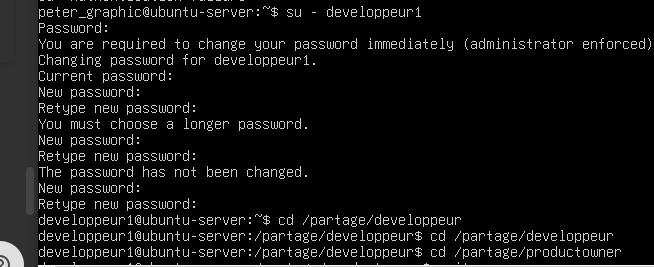 peter_graphic@ubuntu-server:~$ su - developpeur1
Password:
You are required to change your password immediately (administrator enforced)
Changing password for developpeur1.
Current password:
New password:
Retype new password:
You must choose a longer password.
New password:
Retype new password:
The password has not been changed.
New password:
Retype new password:
developpeur1@ubuntu-server:~$ cd /partage/developpeur
developpeur1@ubuntu-server:/partage/developpeur$ cd /partage/developpeur
developpeur1@ubuntu-server:/partage/developpeur$ cd /partage/productowner